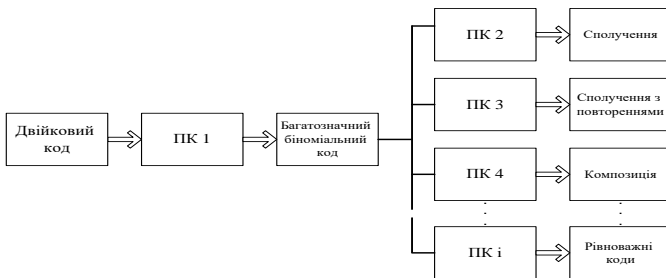 ПК 2
Сполучення
ПК 3
Сполучення з
повтореннями
Двійковий
код
ПК 1
Багатозначний
біноміальний
код
ПК 4
Композиція
ПК і
Рівноважні
коди